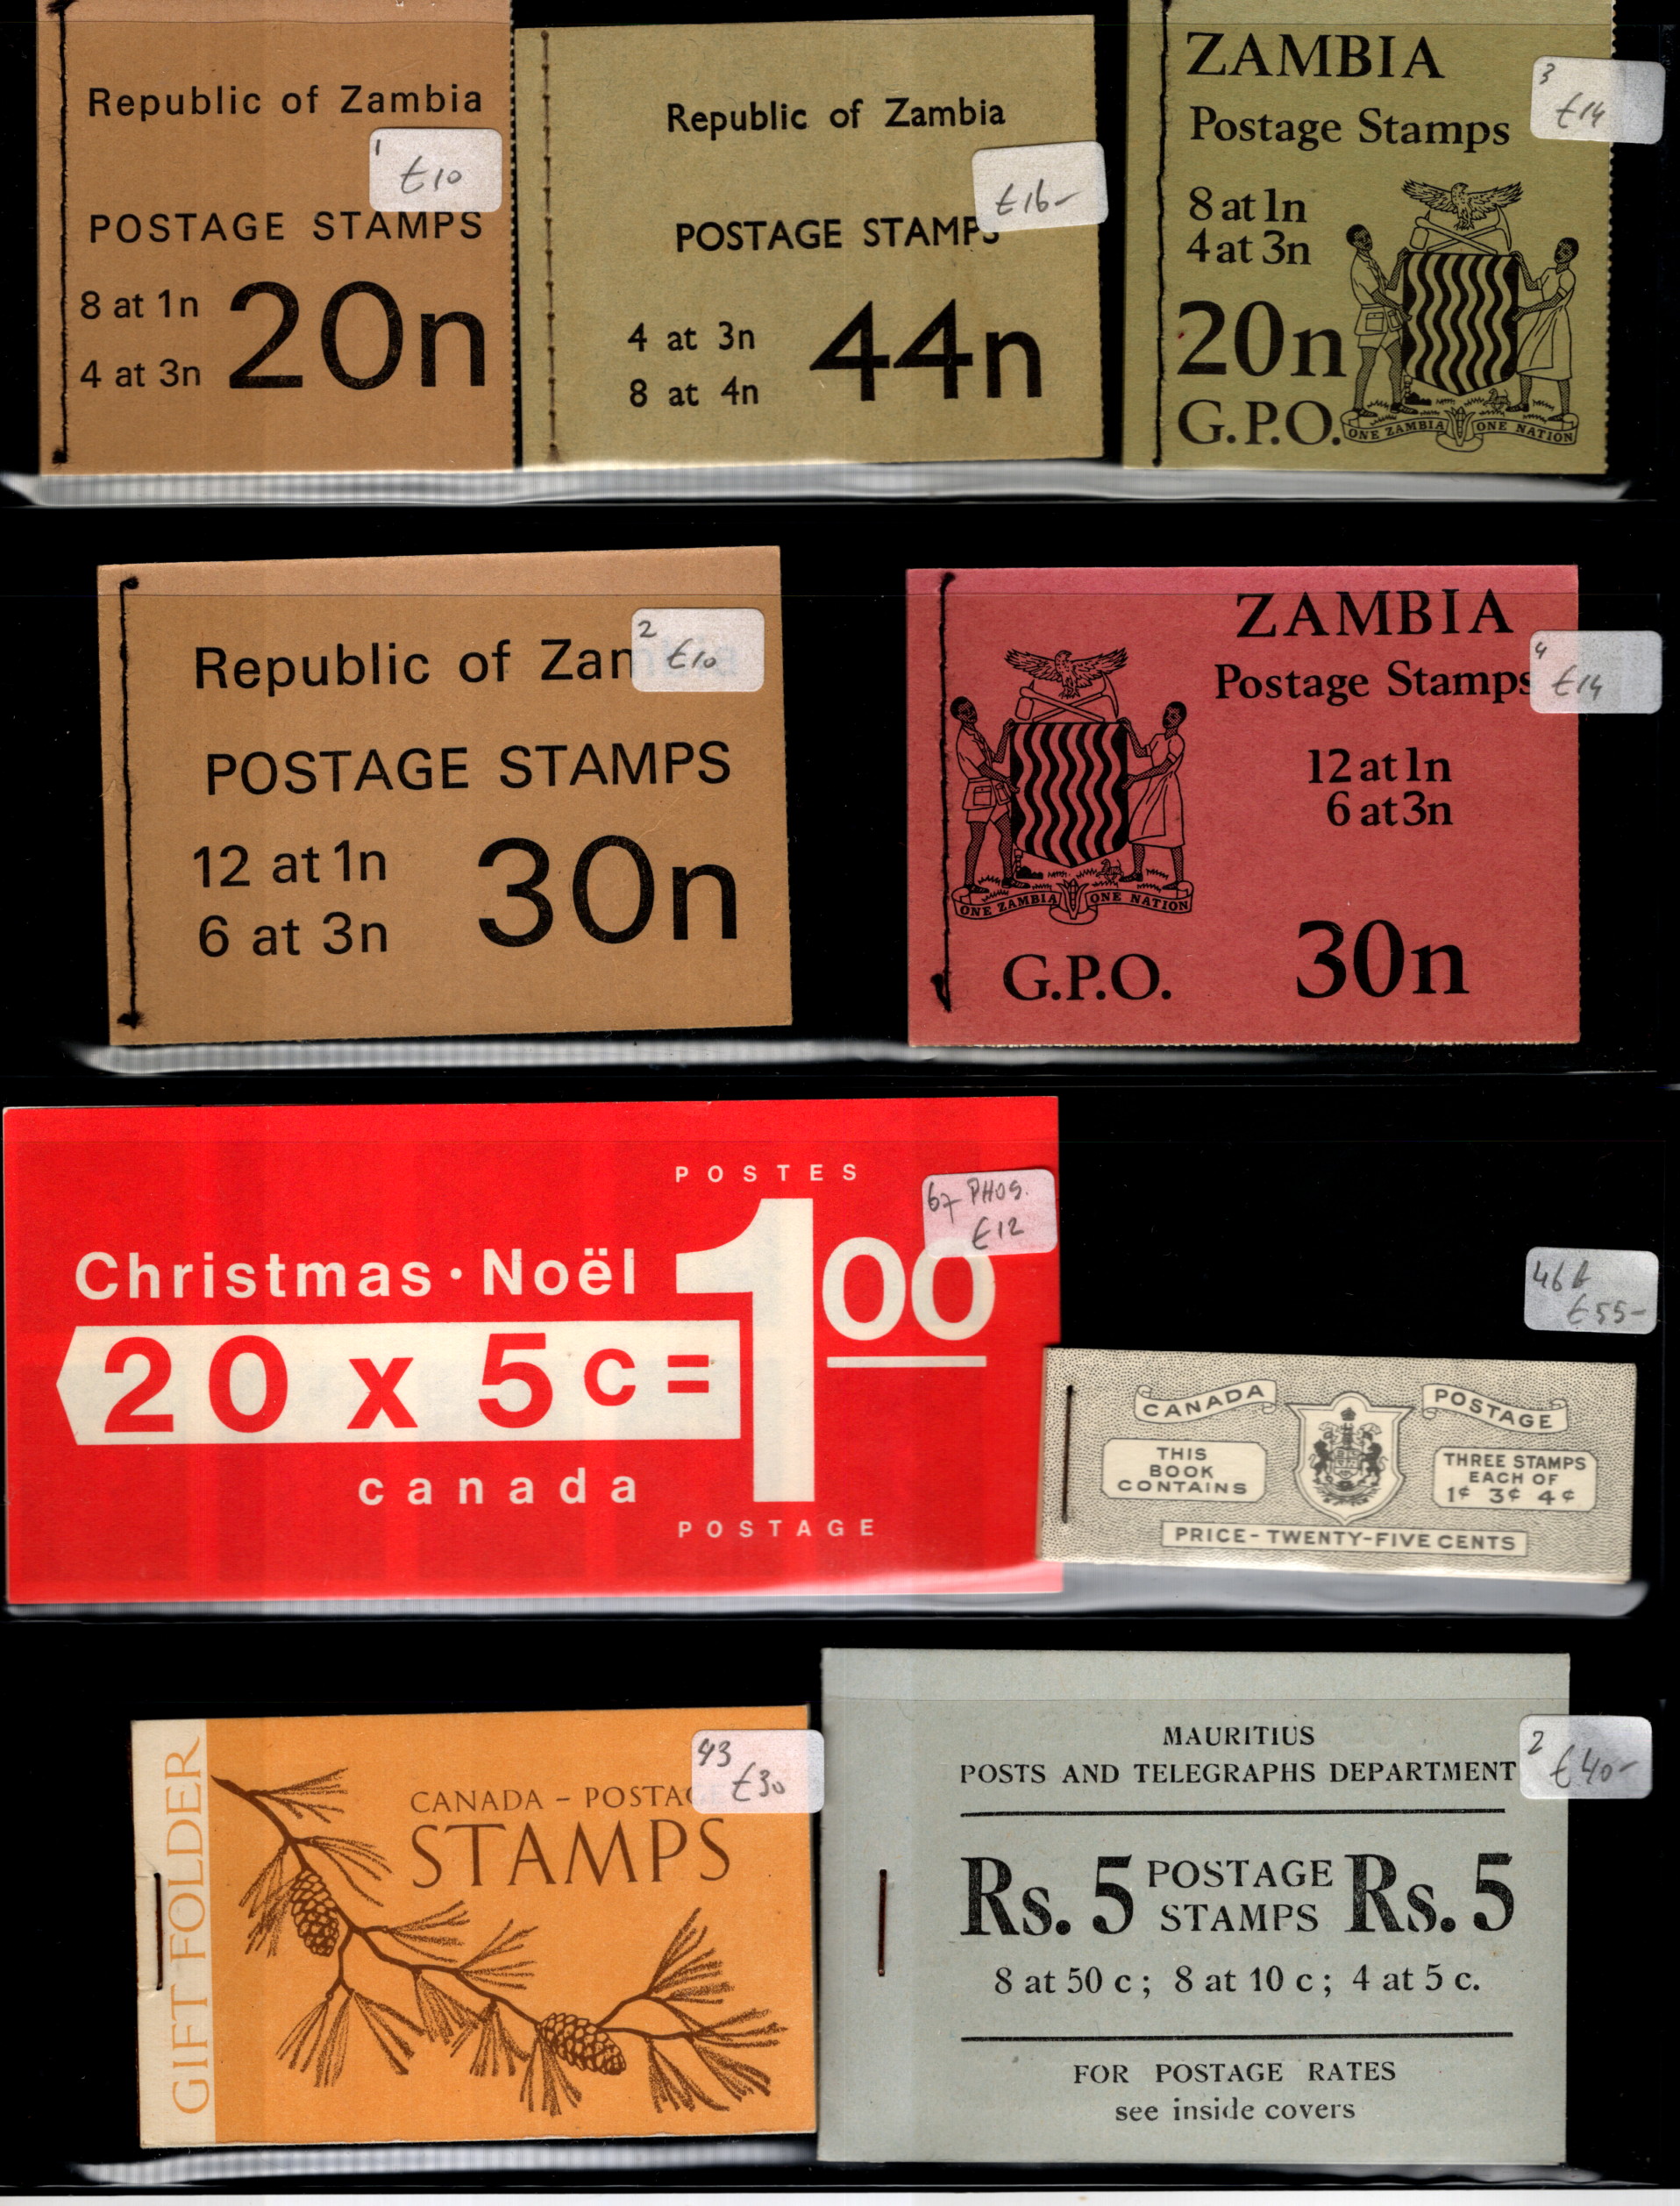 Republic of Zambia
1
£10
POSTAGE STAMPS
8 at 1n
4 at 3n
20n
Republic of Zambia
£16-
POSTAGE STAMPS
4 at 3n
8 at 4n
44n
ZAMBIA
3
£14
Postage Stamps
8 at 1n
4 at 3n
20n
G.P.O.
ONE ZAMBIA ONE NATION
Republic of Zam
2
£10
POSTAGE STAMPS
12 at 1n
6 at 3n
30n
ZAMBIA
Postage Stamps
4
£14
12 at 1n
6 at 3n
ONE ZAMBIA ONE NATION
G.P.O.
30n
POSTES
67 PHOS.
£12
Christmas · Noël
1 00
20 x 5c =
canada
POSTAGE
£55-
CANADA POSTAGE
THIS
BOOK
CONTAINS
THREE STAMPS
EACH OF
1¢ 3¢ 4¢
PRICE - TWENTY-FIVE CENTS
GIFT FOLDER
43
£30
CANADA - POSTAG
STAMPS
MAURITIUS
POSTS AND TELEGRAPHS DEPARTMENT
2
£40-
Rs. 5 POSTAGE STAMPS Rs. 5
8 at 50 c; 8 at 10 c; 4 at 5 c.
FOR POSTAGE RATES
see inside covers